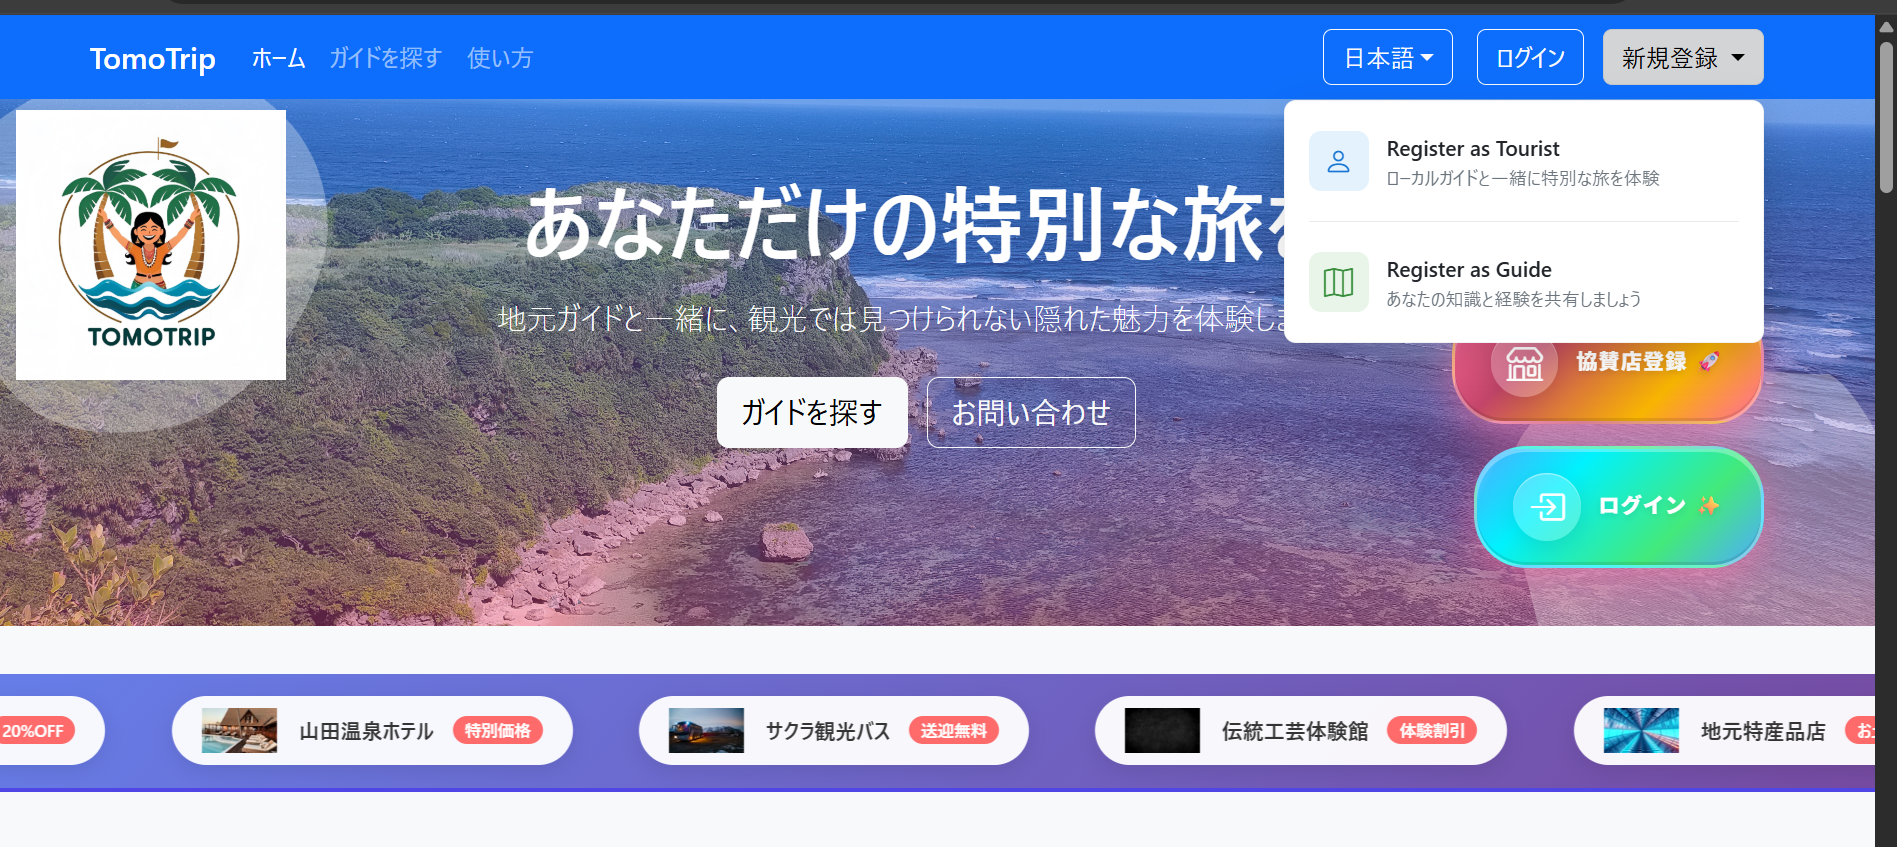 TomoTrip ホーム ガイドを探す 使い方 日本語 ログイン 新規登録
Register as Tourist
ローカルガイドと一緒に特別な旅を体験
Register as Guide
あなたの知識と経験を共有しましょう
TOMOTRIP
あなただけの特別な旅
地元ガイドと一緒に、観光では見つけられない隠れた魅力を体験し
ガイドを探す お問い合わせ
協賛店登録 🚀
ログイン ✨
20%OFF 山田温泉ホテル 特別価格 サクラ観光バス 送迎無料 伝統工芸体験館 体験割引 地元特産品店 お